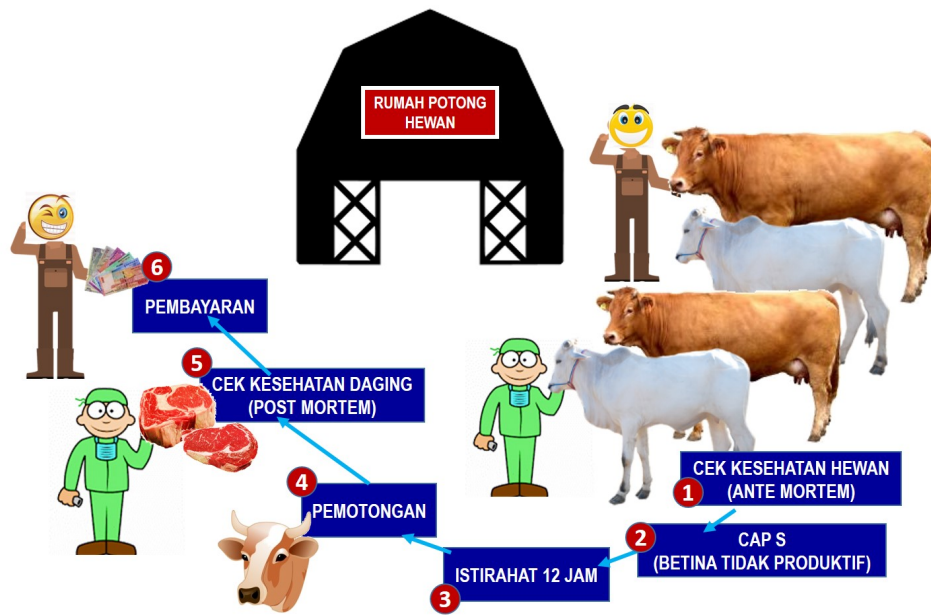 RUMAH POTONG
HEWAN
6
PEMBAYARAN
5
CEK KESEHATAN DAGING
(POST MORTEM)
4
PEMOTONGAN
1
CEK KESEHATAN HEWAN
(ANTE MORTEM)
2
CAP S
(BETINA TIDAK PRODUKTIF)
3
ISTIRAHAT 12 JAM